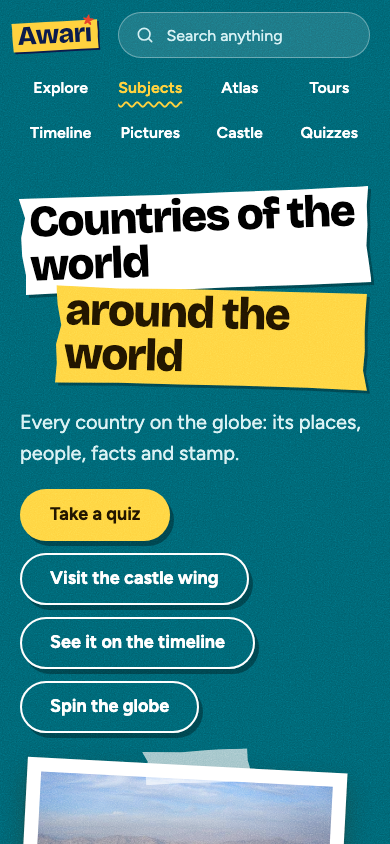 Awari
Search anything
Explore
Subjects
Atlas
Tours
Timeline
Pictures
Castle
Quizzes
Countries of the
world
around the
world
Every country on the globe: its places,
people, facts and stamp.
Take a quiz
Visit the castle wing
See it on the timeline
Spin the globe